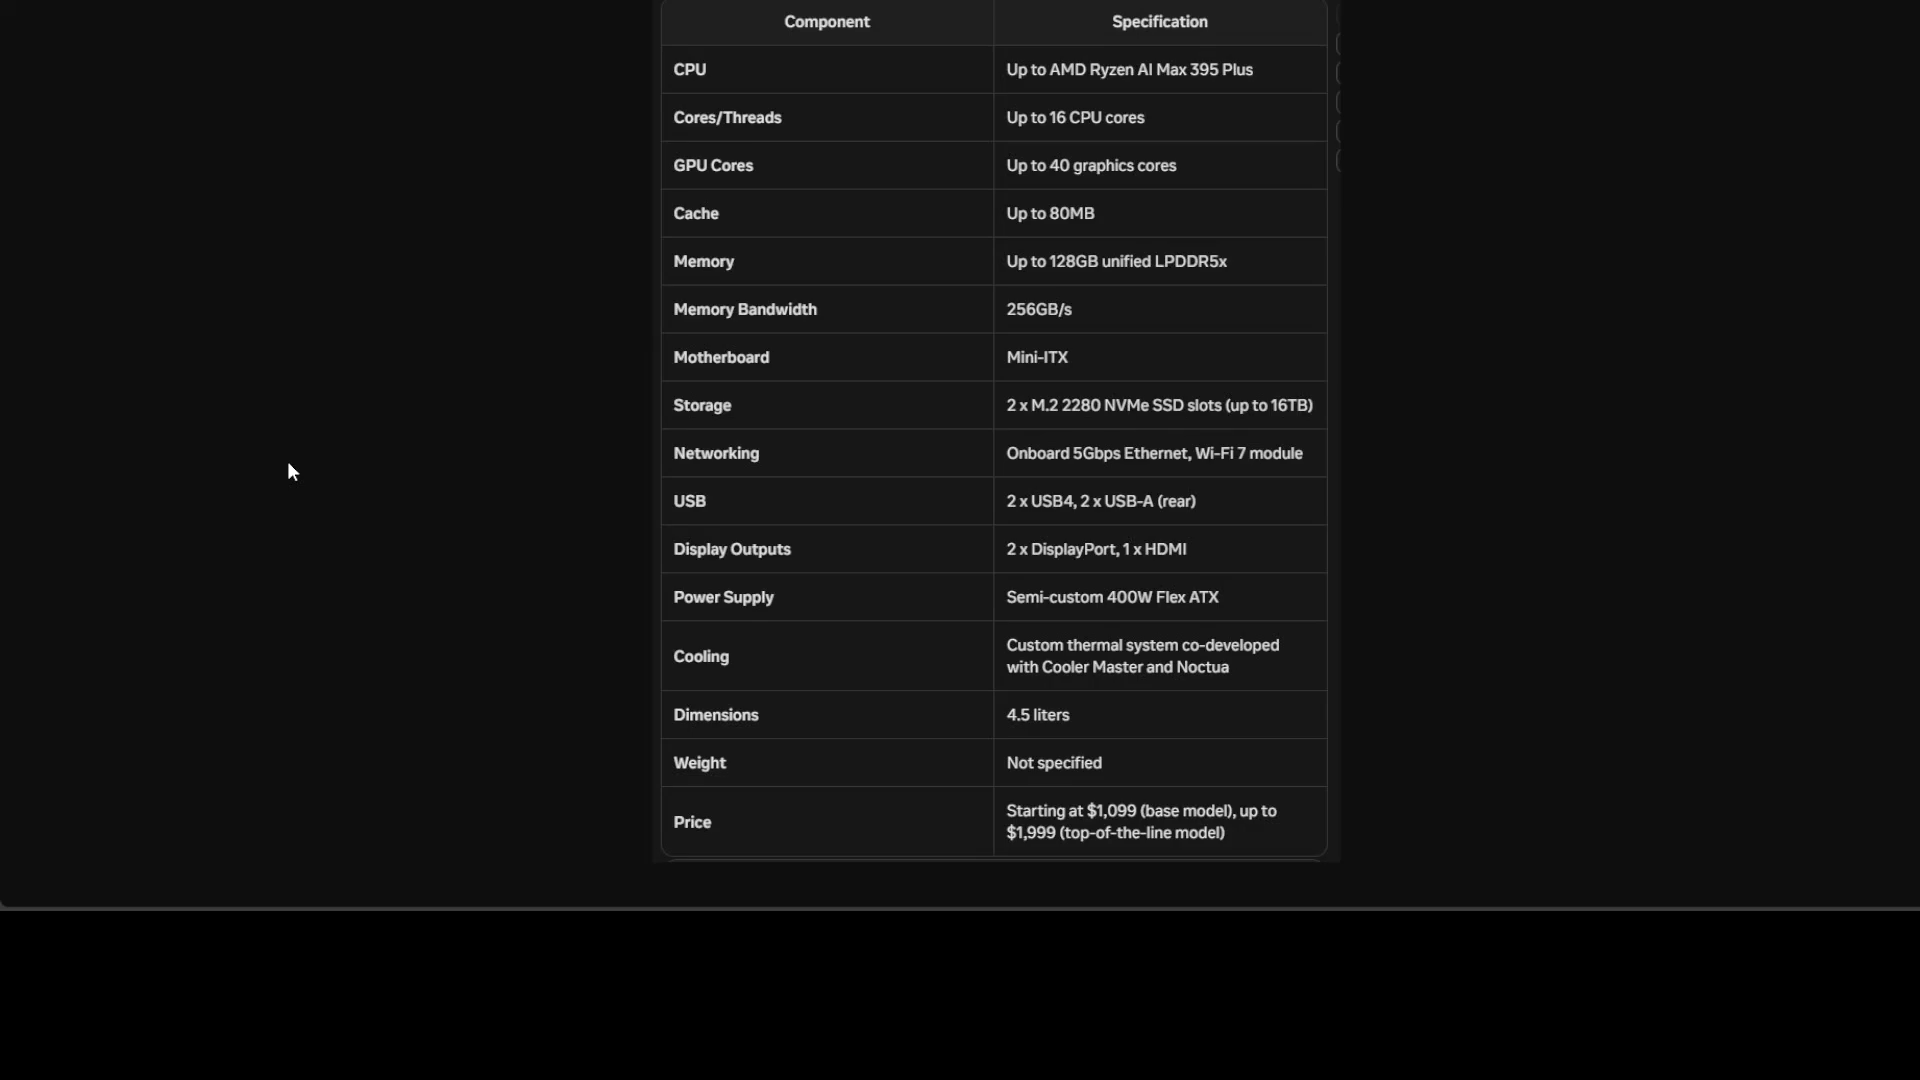 Component Specification
CPU Up to AMD Ryzen AI Max 395 Plus
Cores/Threads Up to 16 CPU cores
GPU Cores Up to 40 graphics cores
Cache Up to 80MB
Memory Up to 128GB unified LPDDR5x
Memory Bandwidth 256GB/s
Motherboard Mini-ITX
Storage 2 x M.2 2280 NVMe SSD slots (up to 16TB)
Networking Onboard 5Gbps Ethernet, Wi-Fi 7 module
USB 2 x USB4, 2 x USB-A (rear)
Display Outputs 2 x DisplayPort, 1 x HDMI
Power Supply Semi-custom 400W Flex ATX
Cooling Custom thermal system co-developed
with Cooler Master and Noctua
Dimensions 4.5 liters
Weight Not specified
Price Starting at $1,099 (base model), up to
$1,999 (top-of-the-line model)